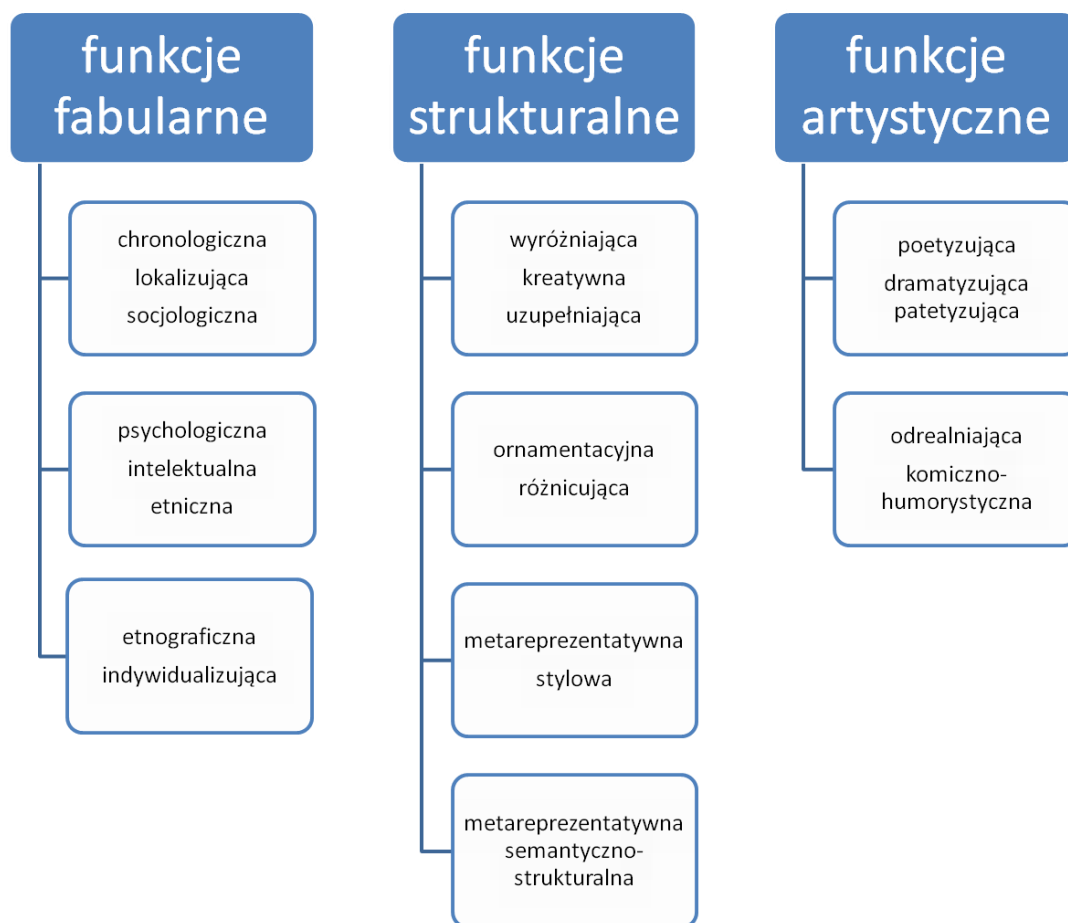 funkcje
fabularne
chronologiczna
lokalizująca
socjologiczna
psychologiczna
intelektualna
etniczna
etnograficzna
indywidualizująca
funkcje
strukturalne
wyróżniająca
kreatywna
uzupełniająca
ornamentacyjna
różnicująca
metareprezentatywna
stylowa
metareprezentatywna
semantyczno-
strukturalna
funkcje
artystyczne
poetyzująca
dramatyzująca
patetyzująca
odrealniająca
komiczno-
humorystyczna